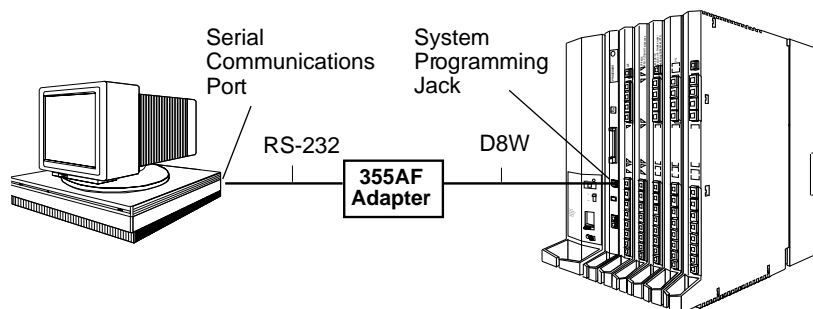 Serial
Communications
Port
System
Programming
Jack
RS-232
D8W
355AF
Adapter